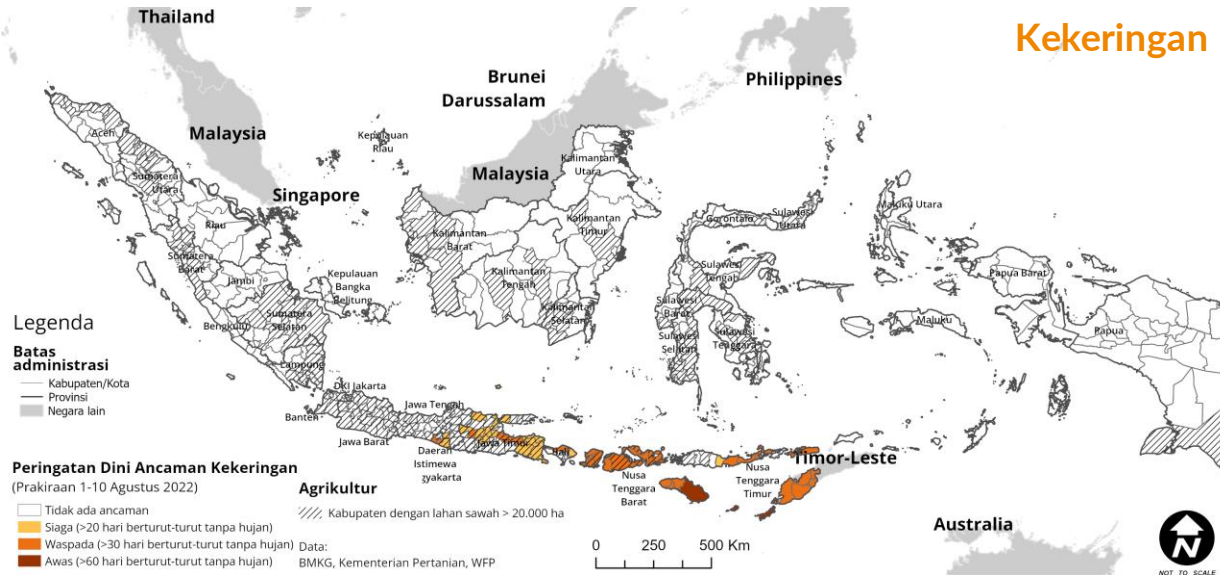 Kekeringan
Thailand
Brunei
Darussalam
Philippines
Malaysia
Malaysia
Singapore
Timor-Leste
Australia
Aceh
Sumatera
Utara
Riau
Kepulauan
Riau
Sumatera
Barat
Jambi
Kepulauan
Bangka
Belitung
Bengkulu
Sumatera
Selatan
Lampung
DKI Jakarta
Banten
Jawa Barat
Jawa Tengah
Daerah
Istimewa
gyakarta
Jawa Timur
Bali
Nusa
Tenggara
Barat
Nusa
Tenggara
Timur
Kalimantan
Utara
Kalimantan
Barat
Kalimantan
Timur
Kalimantan
Tengah
Kalimantan
Selatan
Gorontalo
Sulawesi
Utara
Sulawesi
Tengah
Sulawesi
Barat
Sulawesi
Selatan
Sulawesi
Tenggara
Maluku Utara
Maluku
Papua Barat
Papua
Legenda
Batas
administrasi
Kabupaten/Kota
Provinsi
Negara lain
Peringatan Dini Ancaman Kekeringan
(Prakiraan 1-10 Agustus 2022)
Tidak ada ancaman
Siaga (>20 hari berturut-turut tanpa hujan)
Waspada (>30 hari berturut-turut tanpa hujan)
Awas (>60 hari berturut-turut tanpa hujan)
Agrikultur
Kabupaten dengan lahan sawah > 20.000 ha
Data:
BMKG, Kementerian Pertanian, WFP
0 250 500 Km
N
NOT TO SCALE